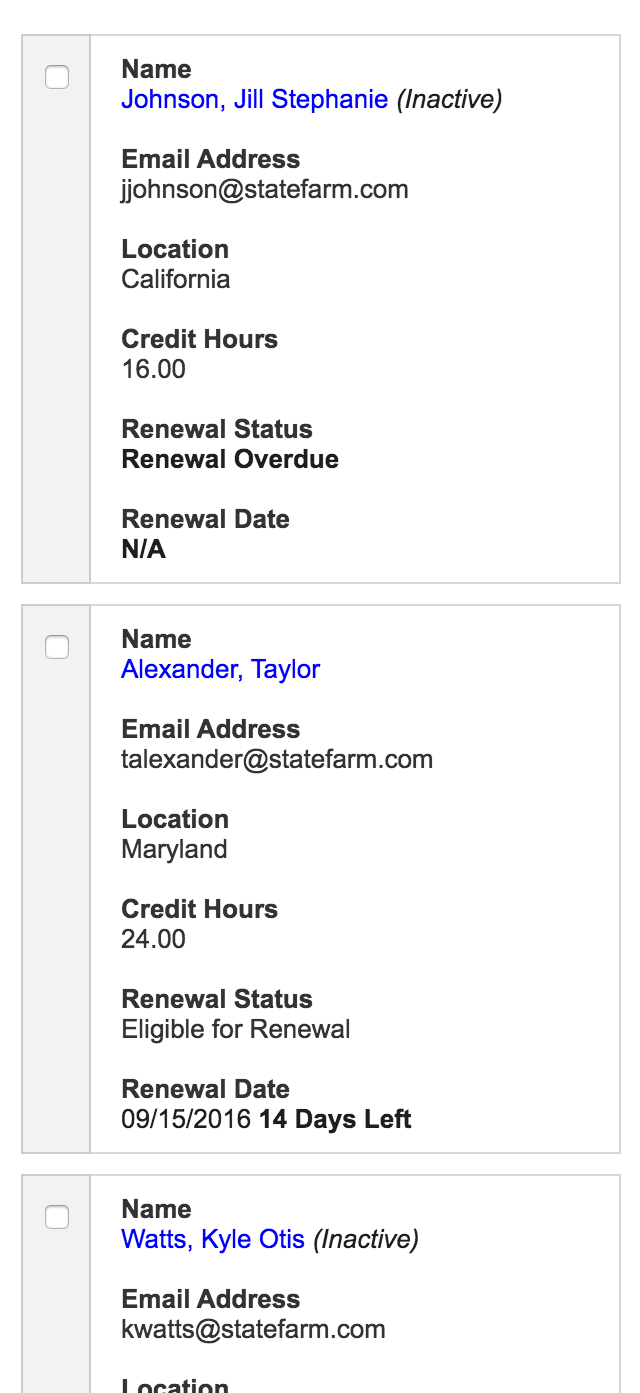 Name
Johnson, Jill Stephanie (Inactive)
Email Address
jjohnson@statefarm.com
Location
California
Credit Hours
16.00
Renewal Status
Renewal Overdue
Renewal Date
N/A
Name
Alexander, Taylor
Email Address
talexander@statefarm.com
Location
Maryland
Credit Hours
24.00
Renewal Status
Eligible for Renewal
Renewal Date
09/15/2016 14 Days Left
Name
Watts, Kyle Otis (Inactive)
Email Address
kwatts@statefarm.com
Location